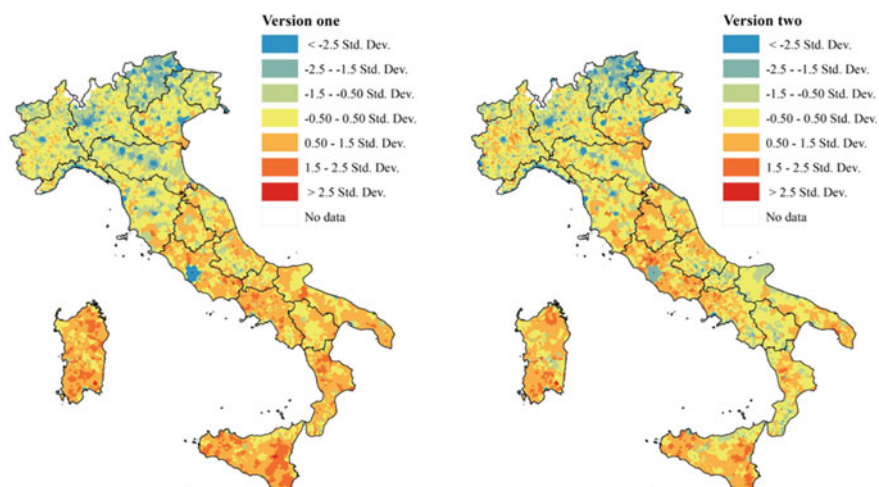 Version one
< -2.5 Std. Dev.
-2.5 - -1.5 Std. Dev.
-1.5 - -0.50 Std. Dev.
-0.50 - 0.50 Std. Dev.
0.50 - 1.5 Std. Dev.
1.5 - 2.5 Std. Dev.
> 2.5 Std. Dev.
No data
Version two
< -2.5 Std. Dev.
-2.5 - -1.5 Std. Dev.
-1.5 - -0.50 Std. Dev.
-0.50 - 0.50 Std. Dev.
0.50 - 1.5 Std. Dev.
1.5 - 2.5 Std. Dev.
> 2.5 Std. Dev.
No data